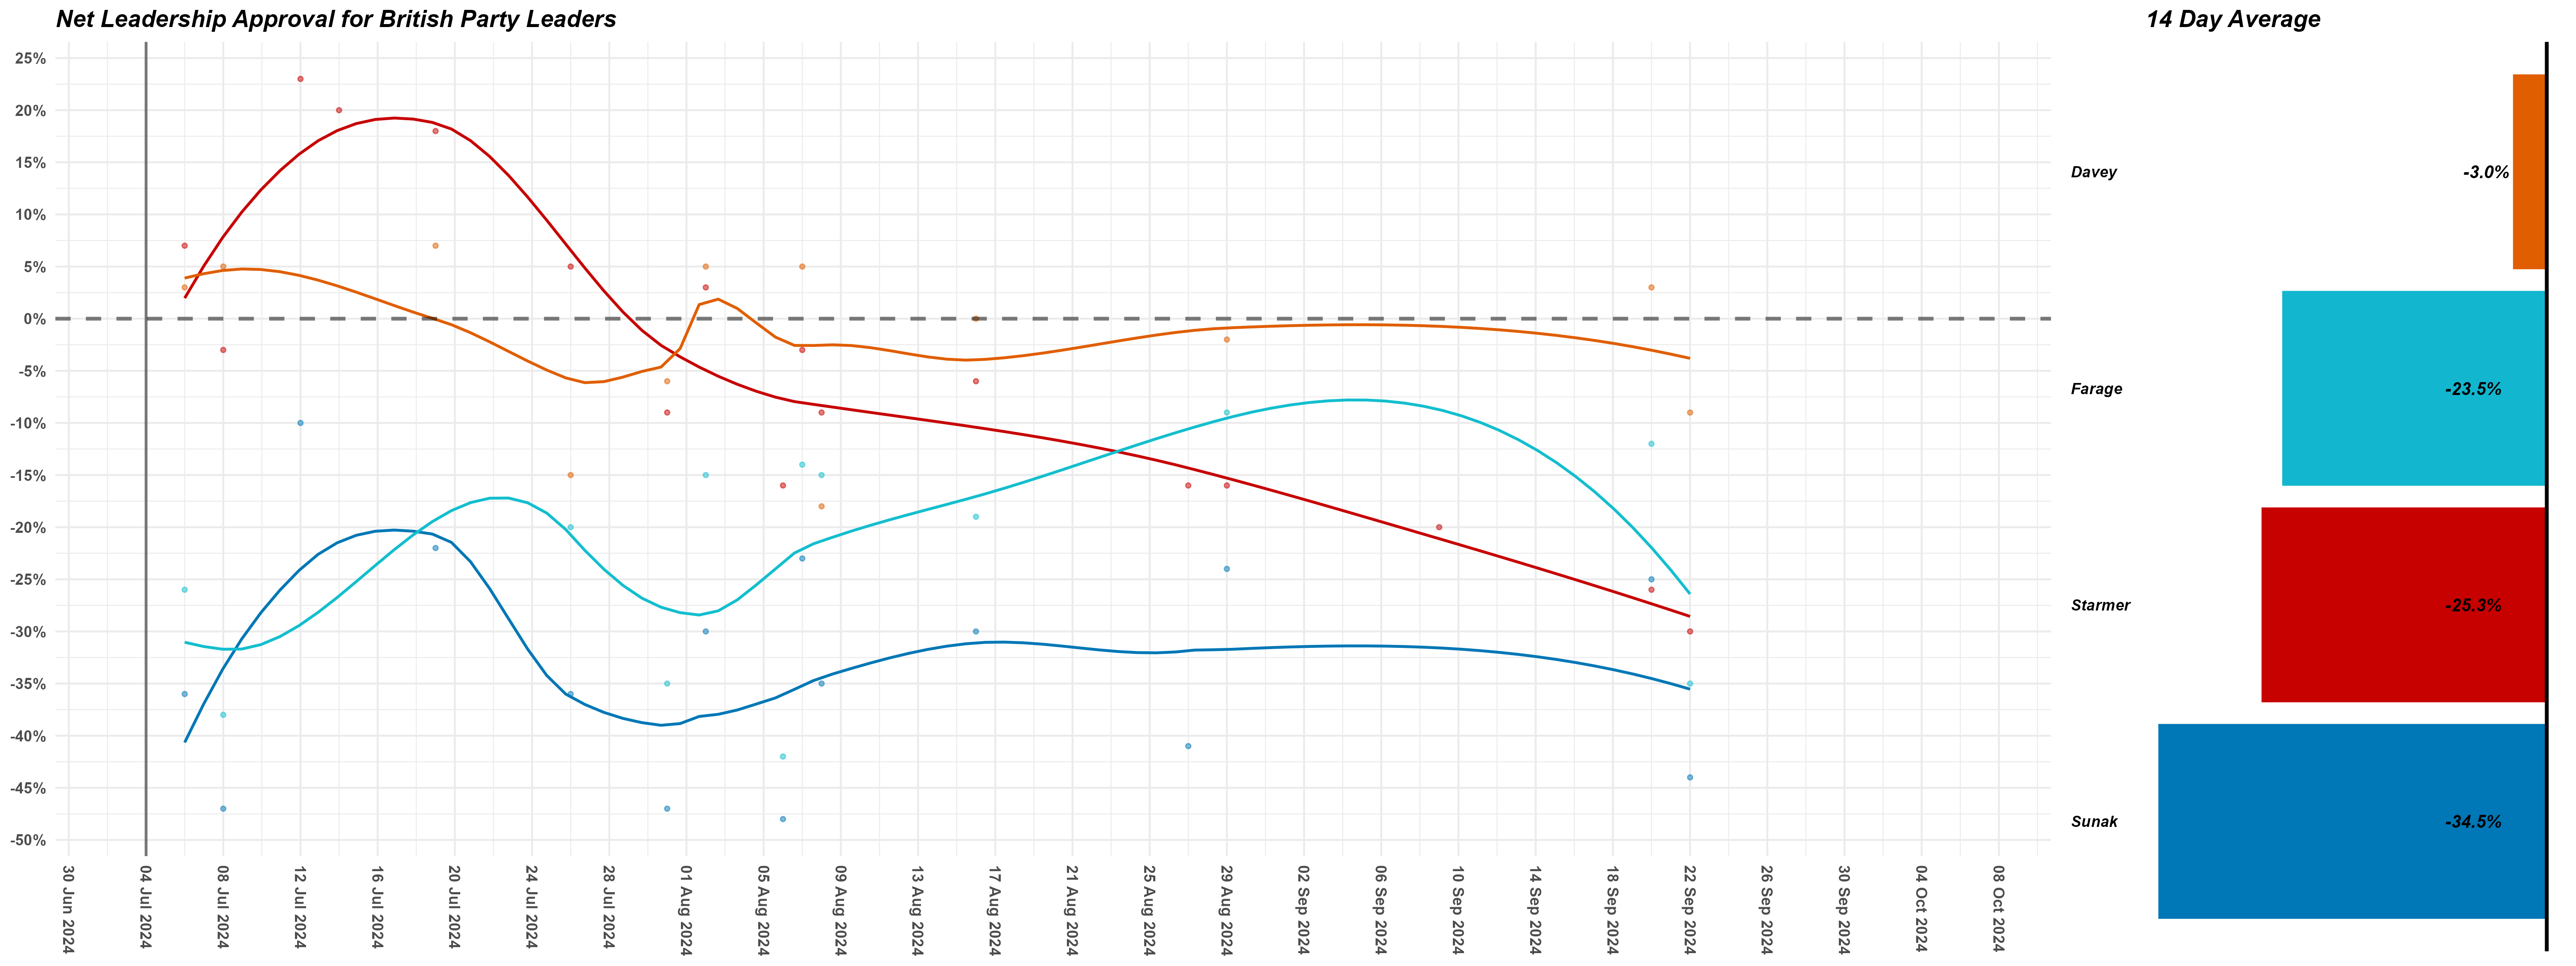 Net Leadership Approval for British Party Leaders
25%
20%
15%
10%
5%
0%
-5%
-10%
-15%
-20%
-25%
-30%
-35%
-40%
-45%
-50%
30 Jun 2024
04 Jul 2024
08 Jul 2024
12 Jul 2024
16 Jul 2024
20 Jul 2024
24 Jul 2024
28 Jul 2024
01 Aug 2024
05 Aug 2024
09 Aug 2024
13 Aug 2024
17 Aug 2024
21 Aug 2024
25 Aug 2024
29 Aug 2024
02 Sep 2024
06 Sep 2024
10 Sep 2024
14 Sep 2024
18 Sep 2024
22 Sep 2024
26 Sep 2024
30 Sep 2024
04 Oct 2024
08 Oct 2024
14 Day Average
Davey -3.0%
Farage -23.5%
Starmer -25.3%
Sunak -34.5%